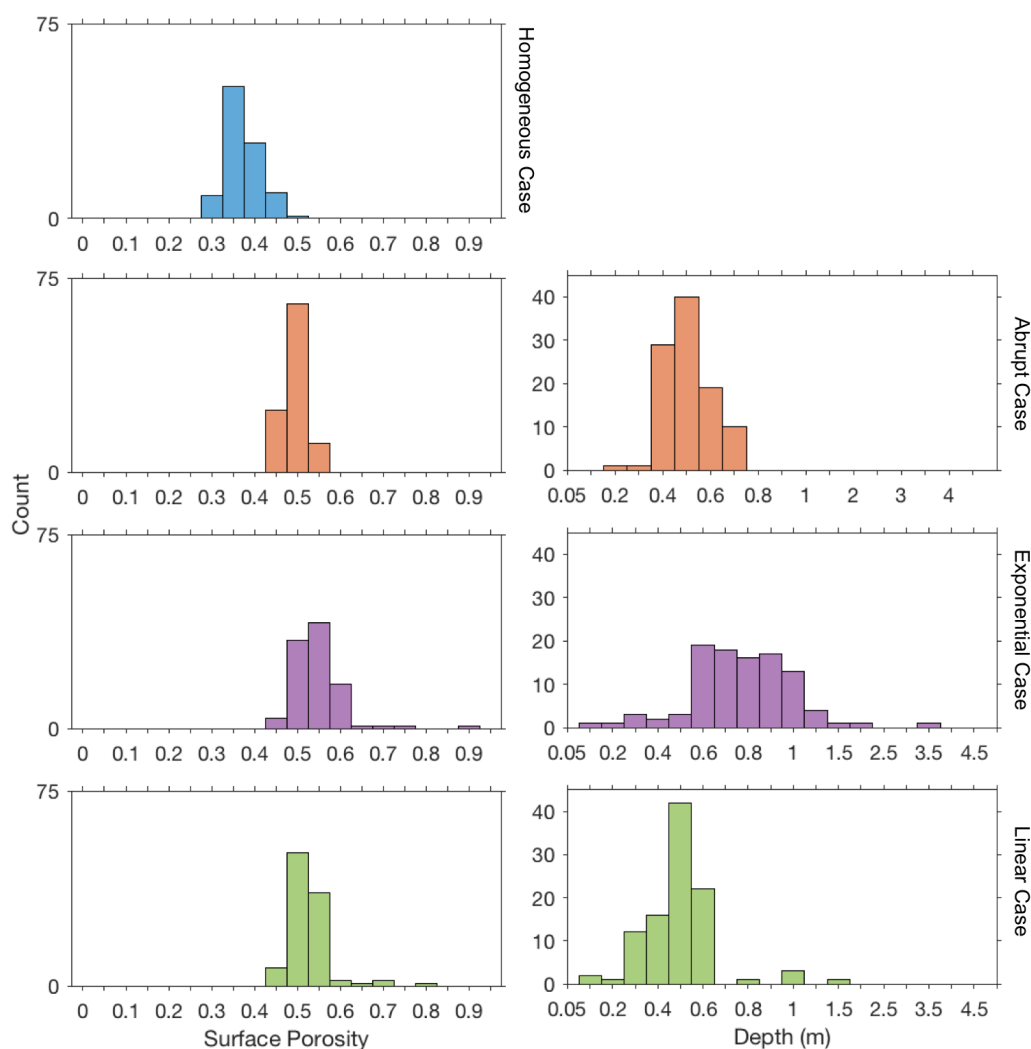 75
0
0 0.1 0.2 0.3 0.4 0.5 0.6 0.7 0.8 0.9
Homogeneous Case
75
0
0 0.1 0.2 0.3 0.4 0.5 0.6 0.7 0.8 0.9
40
30
20
10
0
0.05 0.2 0.4 0.6 0.8 1 2 3 4
Abrupt Case
Count
75
0
0 0.1 0.2 0.3 0.4 0.5 0.6 0.7 0.8 0.9
40
30
20
10
0
0.05 0.2 0.4 0.6 0.8 1 1.5 2.5 3.5 4.5
Exponential Case
75
0
0 0.1 0.2 0.3 0.4 0.5 0.6 0.7 0.8 0.9
Surface Porosity
40
30
20
10
0
0.05 0.2 0.4 0.6 0.8 1 1.5 2.5 3.5 4.5
Depth (m)
Linear Case